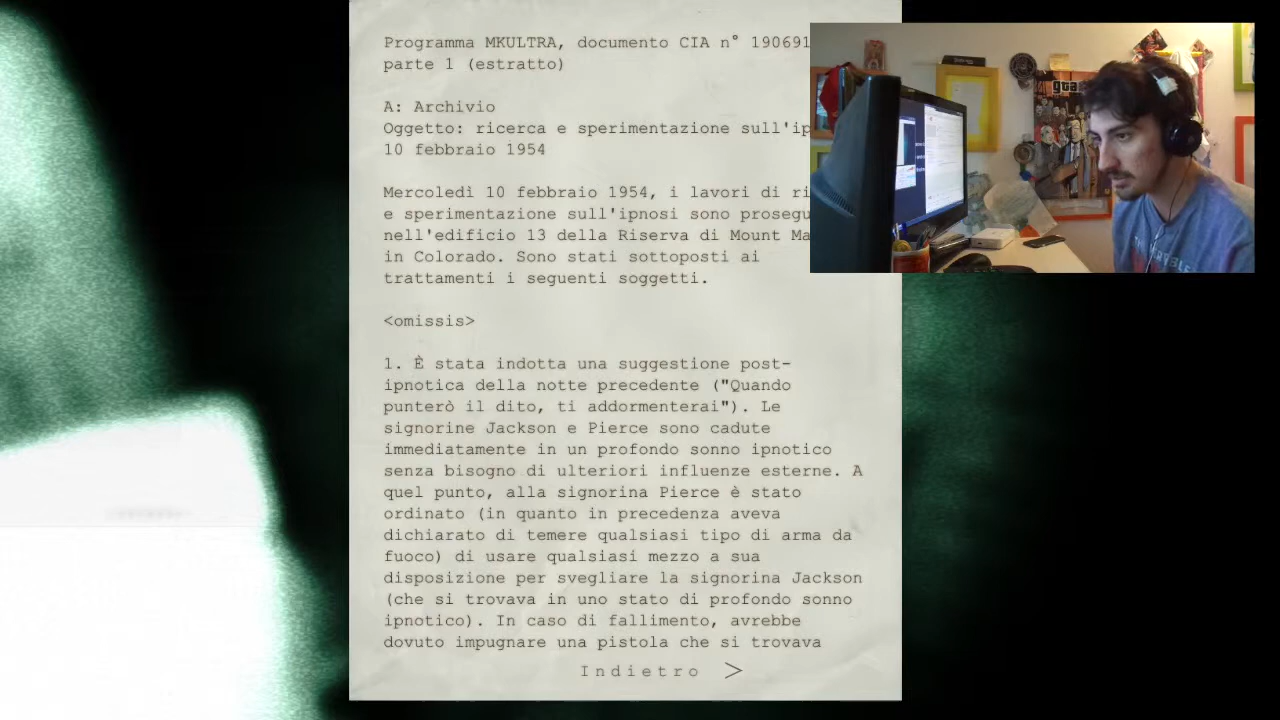 Programma MKULTRA, documento CIA n° 190691
parte 1 (estratto)
A: Archivio
Oggetto: ricerca e sperimentazione sull'ip
10 febbraio 1954
Mercoledì 10 febbraio 1954, i lavori di ri
e sperimentazione sull'ipnosi sono prosegu
nell'edificio 13 della Riserva di Mount Ma
in Colorado. Sono stati sottoposti ai
trattamenti i seguenti soggetti.
<omissis>
1. È stata indotta una suggestione post-
ipnotica della notte precedente ("Quando
punterò il dito, ti addormenterai"). Le
signorine Jackson e Pierce sono cadute
immediatamente in un profondo sonno ipnotico
senza bisogno di ulteriori influenze esterne. A
quel punto, alla signorina Pierce è stato
ordinato (in quanto in precedenza aveva
dichiarato di temere qualsiasi tipo di arma da
fuoco) di usare qualsiasi mezzo a sua
disposizione per svegliare la signorina Jackson
(che si trovava in uno stato di profondo sonno
ipnotico). In caso di fallimento, avrebbe
dovuto impugnare una pistola che si trovava
Indietro >
gta